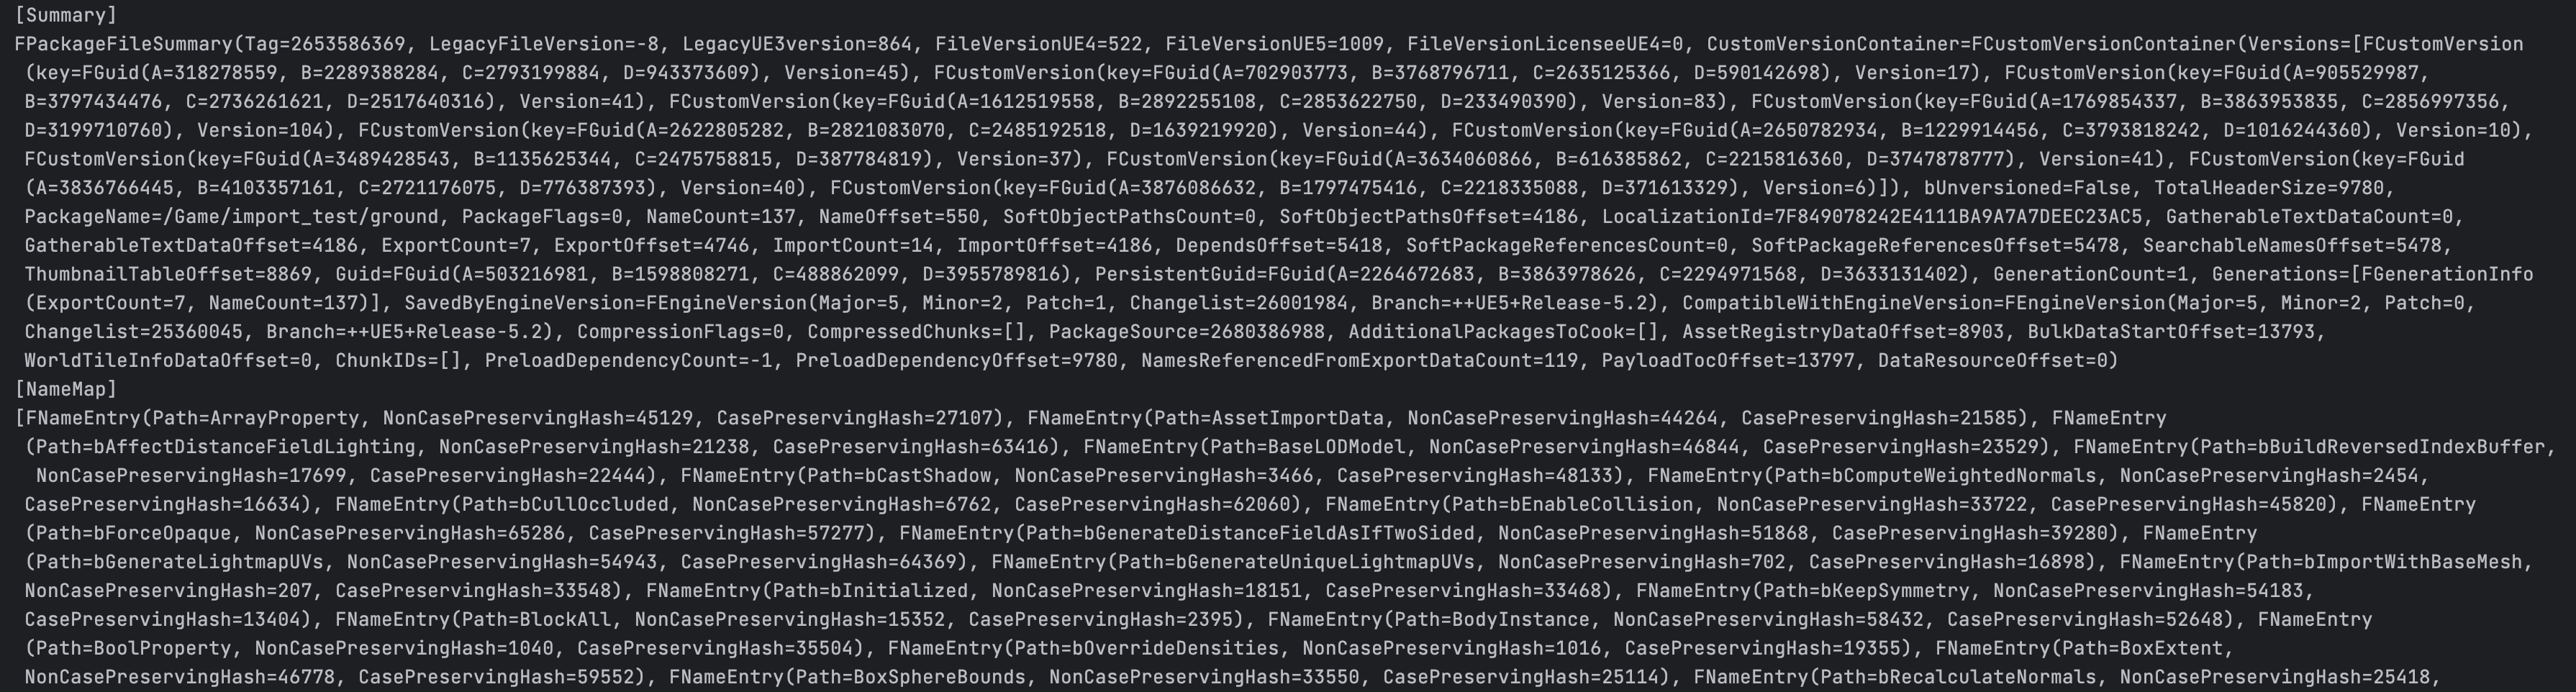 [Summary]
FPackageFileSummary(Tag=2653586369, LegacyFileVersion=-8, LegacyUE3version=864, FileVersionUE4=522, FileVersionUE5=1009, FileVersionLicenseeUE4=0, CustomVersionContainer=FCustomVersionContainer(Versions=[FCustomVersion
(key=FGuid(A=318278559, B=2289388284, C=2793199884, D=943373609), Version=45), FCustomVersion(key=FGuid(A=702903773, B=3768796711, C=2635125366, D=590142698), Version=17), FCustomVersion(key=FGuid(A=905529987,
B=3797434476, C=2736261621, D=2517640316), Version=41), FCustomVersion(key=FGuid(A=1612519558, B=2892255108, C=2853622750, D=233490390), Version=83), FCustomVersion(key=FGuid(A=1769854337, B=3863953835, C=2856997356,
D=3199710760), Version=104), FCustomVersion(key=FGuid(A=2622805282, B=2821083070, C=2485192518, D=1639219920), Version=44), FCustomVersion(key=FGuid(A=2650782934, B=1229914456, C=3793818242, D=1016244360), Version=10),
FCustomVersion(key=FGuid(A=3489428543, B=1135625344, C=2475758815, D=387784819), Version=37), FCustomVersion(key=FGuid(A=3634060866, B=616385862, C=2215816360, D=3747878777), Version=41), FCustomVersion(key=FGuid
(A=3836766445, B=4103357161, C=2721176075, D=776387393), Version=40), FCustomVersion(key=FGuid(A=3876086632, B=1797475416, C=2218335088, D=371613329), Version=6)]), bUnversioned=False, TotalHeaderSize=9780,
PackageName=/Game/import_test/ground, PackageFlags=0, NameCount=137, NameOffset=550, SoftObjectPathsCount=0, SoftObjectPathsOffset=4186, LocalizationId=7F849078242E4111BA9A7A7DEEC23AC5, GatherableTextDataCount=0,
GatherableTextDataOffset=4186, ExportCount=7, ExportOffset=4746, ImportCount=14, ImportOffset=4186, DependsOffset=5418, SoftPackageReferencesCount=0, SoftPackageReferencesOffset=5478, SearchableNamesOffset=5478,
ThumbnailTableOffset=8869, Guid=FGuid(A=503216981, B=1598808271, C=488862099, D=3955789816), PersistentGuid=FGuid(A=2264672683, B=3863978626, C=2294971568, D=3633131402), GenerationCount=1, Generations=[FGenerationInfo
(ExportCount=7, NameCount=137)], SavedByEngineVersion=FEngineVersion(Major=5, Minor=2, Patch=1, Changelist=26001984, Branch=++UE5+Release-5.2), CompatibleWithEngineVersion=FEngineVersion(Major=5, Minor=2, Patch=0,
Changelist=25360045, Branch=++UE5+Release-5.2), CompressionFlags=0, CompressedChunks=[], PackageSource=2680386988, AdditionalPackagesToCook=[], AssetRegistryDataOffset=8903, BulkDataStartOffset=13793,
WorldTileInfoDataOffset=0, ChunkIDs=[], PreloadDependencyCount=-1, PreloadDependencyOffset=9780, NamesReferencedFromExportDataCount=119, PayloadTocOffset=13797, DataResourceOffset=0)
[NameMap]
[FNameEntry(Path=ArrayProperty, NonCasePreservingHash=45129, CasePreservingHash=27107), FNameEntry(Path=AssetImportData, NonCasePreservingHash=44264, CasePreservingHash=21585), FNameEntry
(Path=bAffectDistanceFieldLighting, NonCasePreservingHash=21238, CasePreservingHash=63416), FNameEntry(Path=BaseLODModel, NonCasePreservingHash=46844, CasePreservingHash=23529), FNameEntry(Path=bBuildReversedIndexBuffer,
NonCasePreservingHash=17699, CasePreservingHash=22444), FNameEntry(Path=bCastShadow, NonCasePreservingHash=3466, CasePreservingHash=48133), FNameEntry(Path=bComputeWeightedNormals, NonCasePreservingHash=2454,
CasePreservingHash=16634), FNameEntry(Path=bCullOccluded, NonCasePreservingHash=6762, CasePreservingHash=62060), FNameEntry(Path=bEnableCollision, NonCasePreservingHash=33722, CasePreservingHash=45820), FNameEntry
(Path=bForceOpaque, NonCasePreservingHash=65286, CasePreservingHash=57277), FNameEntry(Path=bGenerateDistanceFieldAsIfTwoSided, NonCasePreservingHash=51868, CasePreservingHash=39280), FNameEntry
(Path=bGenerateLightmapUVs, NonCasePreservingHash=54943, CasePreservingHash=64369), FNameEntry(Path=bGenerateUniqueLightmapUVs, NonCasePreservingHash=702, CasePreservingHash=16898), FNameEntry(Path=bImportWithBaseMesh,
NonCasePreservingHash=207, CasePreservingHash=33548), FNameEntry(Path=bInitialized, NonCasePreservingHash=18151, CasePreservingHash=33468), FNameEntry(Path=bKeepSymmetry, NonCasePreservingHash=54183,
CasePreservingHash=13404), FNameEntry(Path=BlockAll, NonCasePreservingHash=15352, CasePreservingHash=2395), FNameEntry(Path=BodyInstance, NonCasePreservingHash=58432, CasePreservingHash=52648), FNameEntry
(Path=BoolProperty, NonCasePreservingHash=1040, CasePreservingHash=35504), FNameEntry(Path=bOverrideDensities, NonCasePreservingHash=1016, CasePreservingHash=19355), FNameEntry(Path=BoxExtent,
NonCasePreservingHash=46778, CasePreservingHash=59552), FNameEntry(Path=BoxSphereBounds, NonCasePreservingHash=33550, CasePreservingHash=25114), FNameEntry(Path=bRecalculateNormals, NonCasePreservingHash=25418,